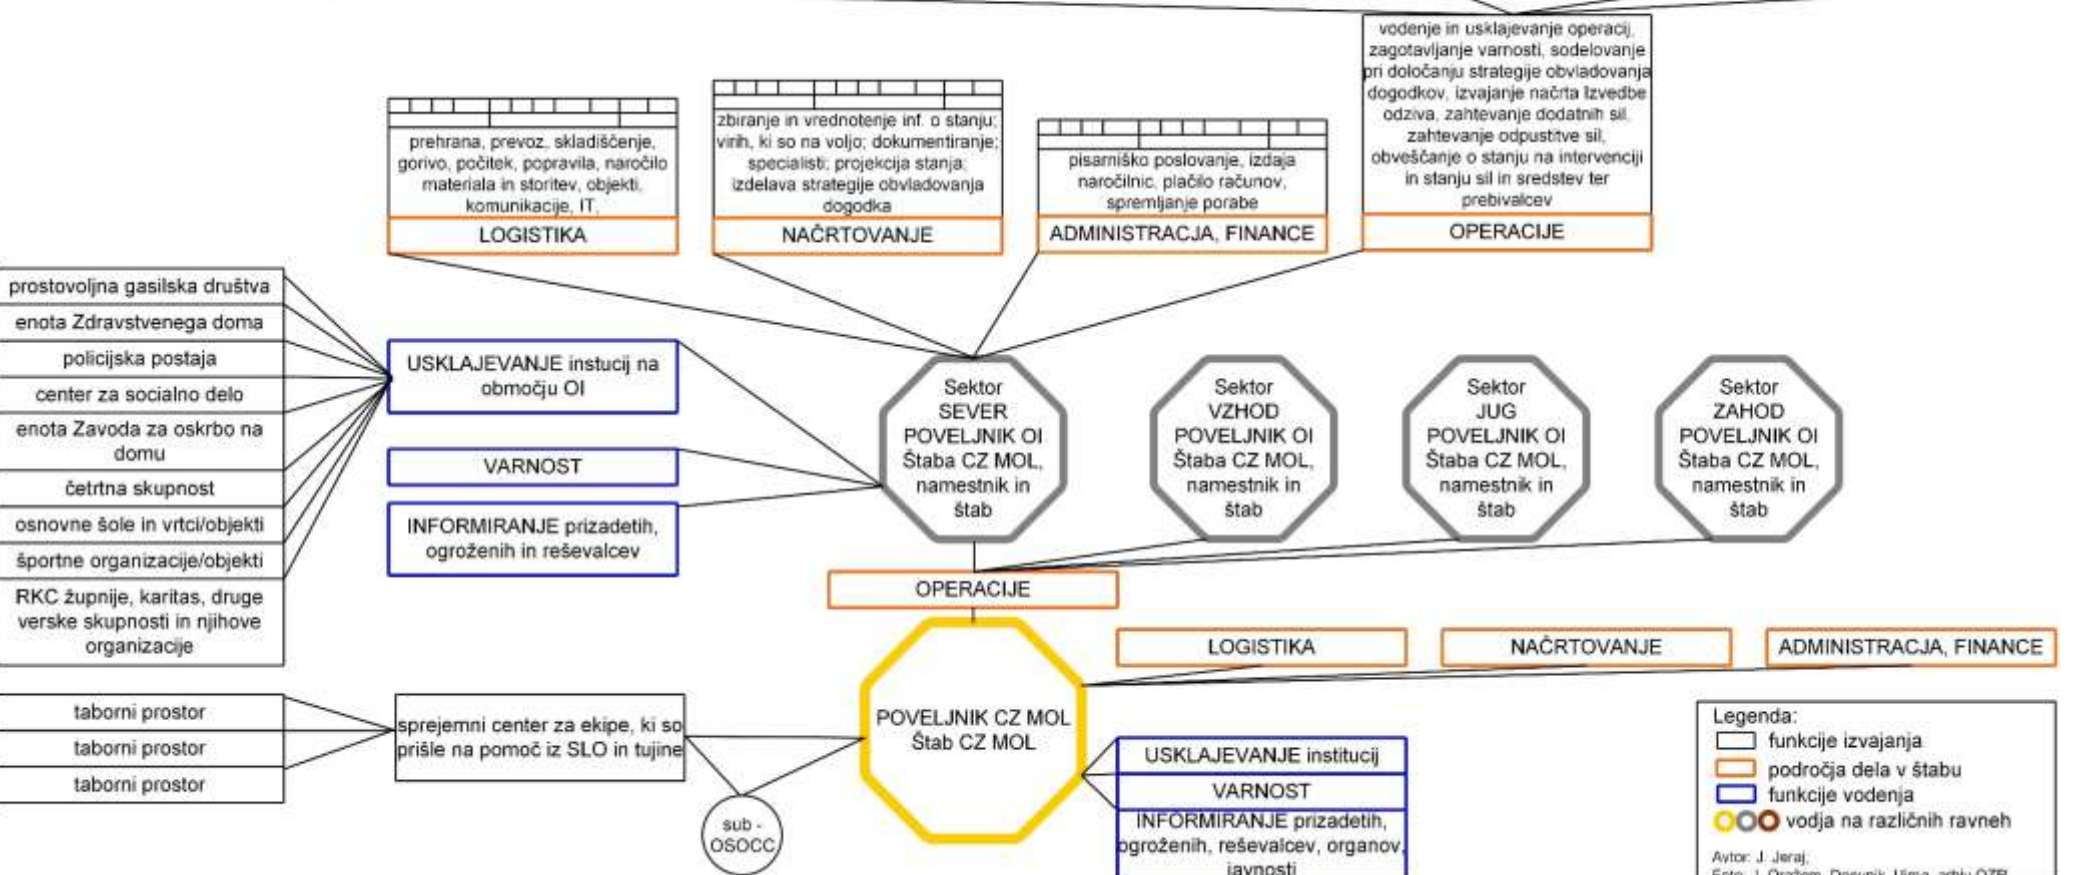 vodenje in usklajevanje operacij,
zagotavljanje varnosti, sodelovanje
pri določanju strategije obvladovanja
dogodkov, izvajanje načrta Izvedbe
odziva, zahtevanje dodatnih sil,
zahtevanje odpustitve sil,
obveščanje o stanju na intervenciji
in stanju sil in sredstev ter
prebivalcev
OPERACIJE
prehrana, prevoz, skladiščenje,
gorivo, počitek, popravila, naročilo
materiala in storitev, objekti,
komunikacije, IT,
LOGISTIKA
zbiranje in vrednotenje inf. o stanju;
virih, ki so na voljo; dokumentiranje;
specialisti; projekcija stanja;
izdelava strategije obvladovanja
dogodka
NAČRTOVANJE
pisarniško poslovanje, izdaja
naročilnic, plačilo računov,
spremljanje porabe
ADMINISTRACJA, FINANCE
prostovoljna gasilska društva
enota Zdravstvenega doma
policijska postaja
center za socialno delo
enota Zavoda za oskrbo na
domu
četrtna skupnost
osnovne šole in vrtci/objekti
športne organizacije/objekti
RKC župnije, karitas, druge
verske skupnosti in njihove
organizacije
USKLAJEVANJE instucij na
območju OI
VARNOST
INFORMIRANJE prizadetih,
ogroženih in reševalcev
Sektor
SEVER
POVELJNIK OI
Štaba CZ MOL,
namestnik in
štab
Sektor
VZHOD
POVELJNIK OI
Štaba CZ MOL,
namestnik in
štab
Sektor
JUG
POVELJNIK OI
Štaba CZ MOL,
namestnik in
štab
Sektor
ZAHOD
POVELJNIK OI
Štaba CZ MOL,
namestnik in
štab
OPERACIJE
LOGISTIKA
NAČRTOVANJE
ADMINISTRACJA, FINANCE
taborni prostor
taborni prostor
taborni prostor
sprejemni center za ekipe, ki so
prišle na pomoč iz SLO in tujine
sub -
OSOCC
POVELJNIK CZ MOL
Štab CZ MOL
USKLAJEVANJE institucij
VARNOST
INFORMIRANJE prizadetih,
ogroženih, reševalcev, organov,
javnosti
Legenda:
funkcije izvajanja
področja dela v štabu
funkcije vodenja
vodja na različnih ravneh
Avtor: J. Jeraj;